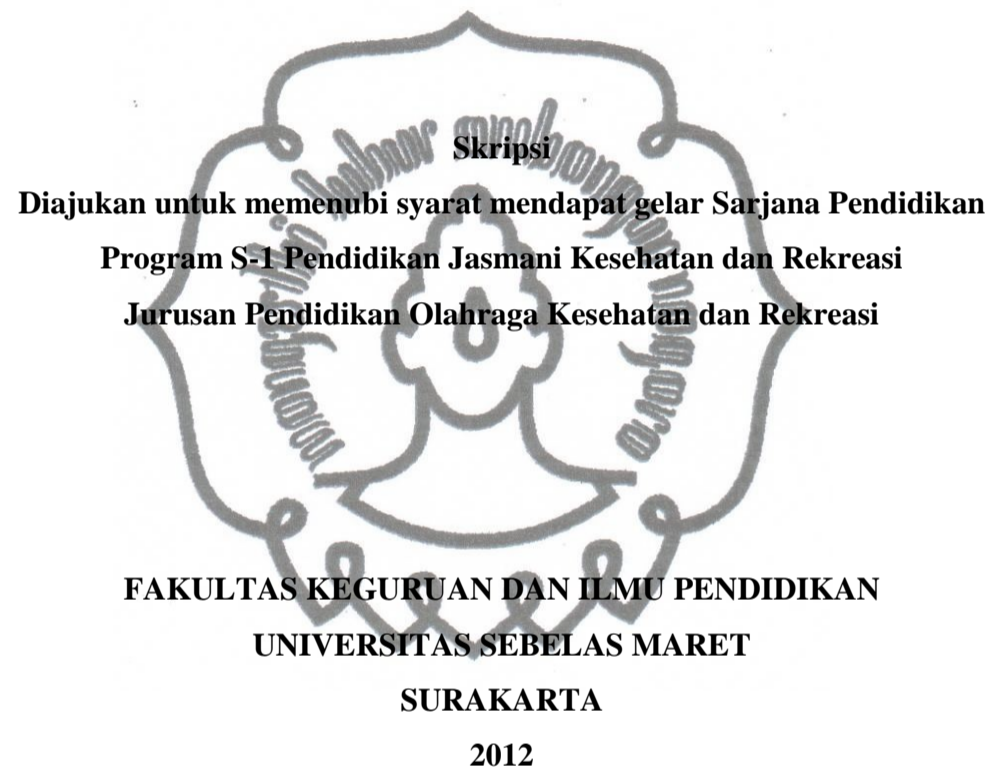 Skripsi
Diajukan untuk memenubi syarat mendapat gelar Sarjana Pendidikan
Program S-1 Pendidikan Jasmani Kesehatan dan Rekreasi
Jurusan Pendidikan Olahraga Kesehatan dan Rekreasi
FAKULTAS KEGURUAN DAN ILMU PENDIDIKAN
UNIVERSITAS SEBELAS MARET
SURAKARTA
2012